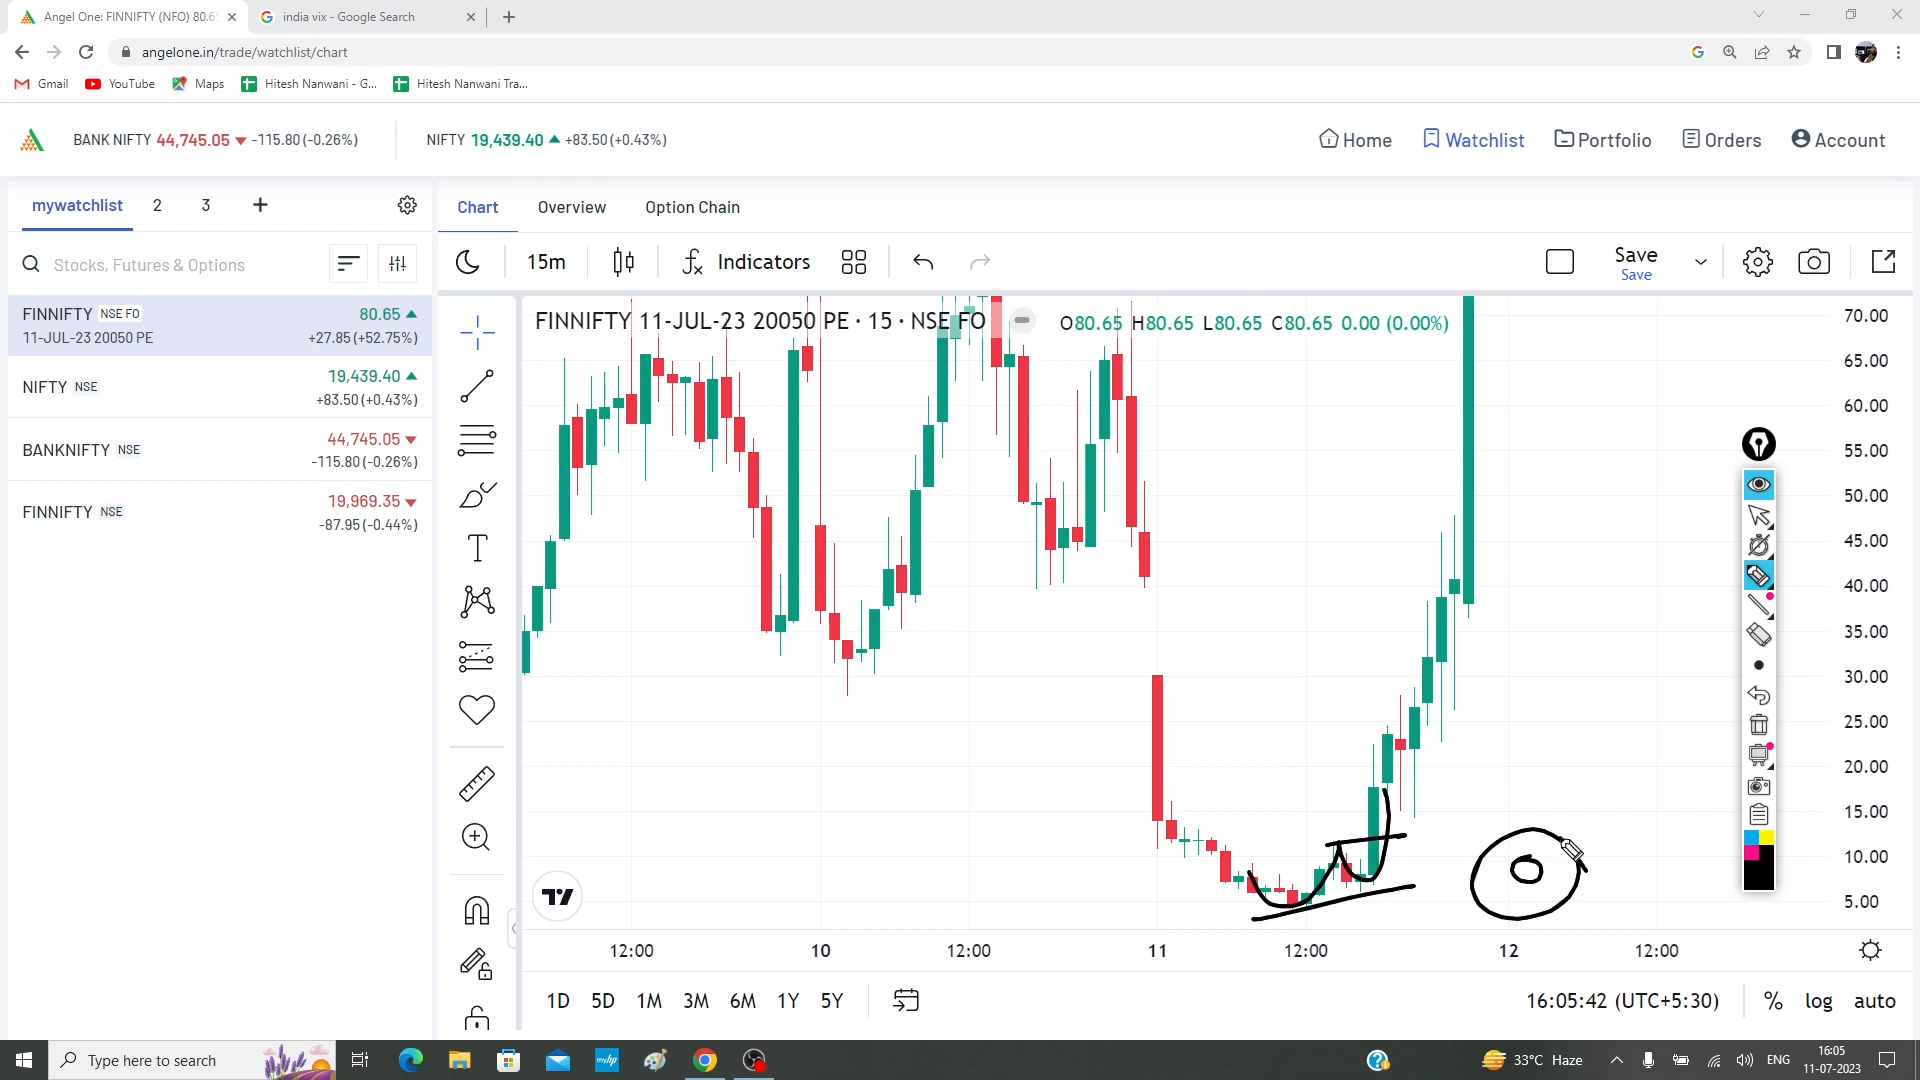 Angel One: FINNIFTY (NFO) 80.65
india vix - Google Search
angelone.in/trade/watchlist/chart
Gmail YouTube Maps Hitesh Nanwani - G... Hitesh Nanwani Tra...
BANK NIFTY 44,745.05 ▼ -115.80 (-0.26%)
NIFTY 19,439.40 ▲ +83.50 (+0.43%)
Home Watchlist Portfolio Orders Account
mywatchlist 2 3 +
Chart Overview Option Chain
Stocks, Futures & Options
15m Indicators Save
Save
FINNIFTY NSE FO 80.65 ▲
11-JUL-23 20050 PE +27.85 (+52.75%)
NIFTY NSE 19,439.40 ▲
+83.50 (+0.43%)
BANKNIFTY NSE 44,745.05 ▼
-115.80 (-0.26%)
FINNIFTY NSE 19,969.35 ▼
-87.95 (-0.44%)
FINNIFTY 11-JUL-23 20050 PE · 15 · NSE FO O80.65 H80.65 L80.65 C80.65 0.00 (0.00%)
70.00
65.00
60.00
55.00
50.00
45.00
40.00
35.00
30.00
25.00
20.00
15.00
10.00
5.00
12:00 10 12:00 11 12:00 12 12:00
1D 5D 1M 3M 6M 1Y 5Y
16:05:42 (UTC+5:30) % log auto
Type here to search
myhp
33°C Haze
ENG
16:05
11-07-2023